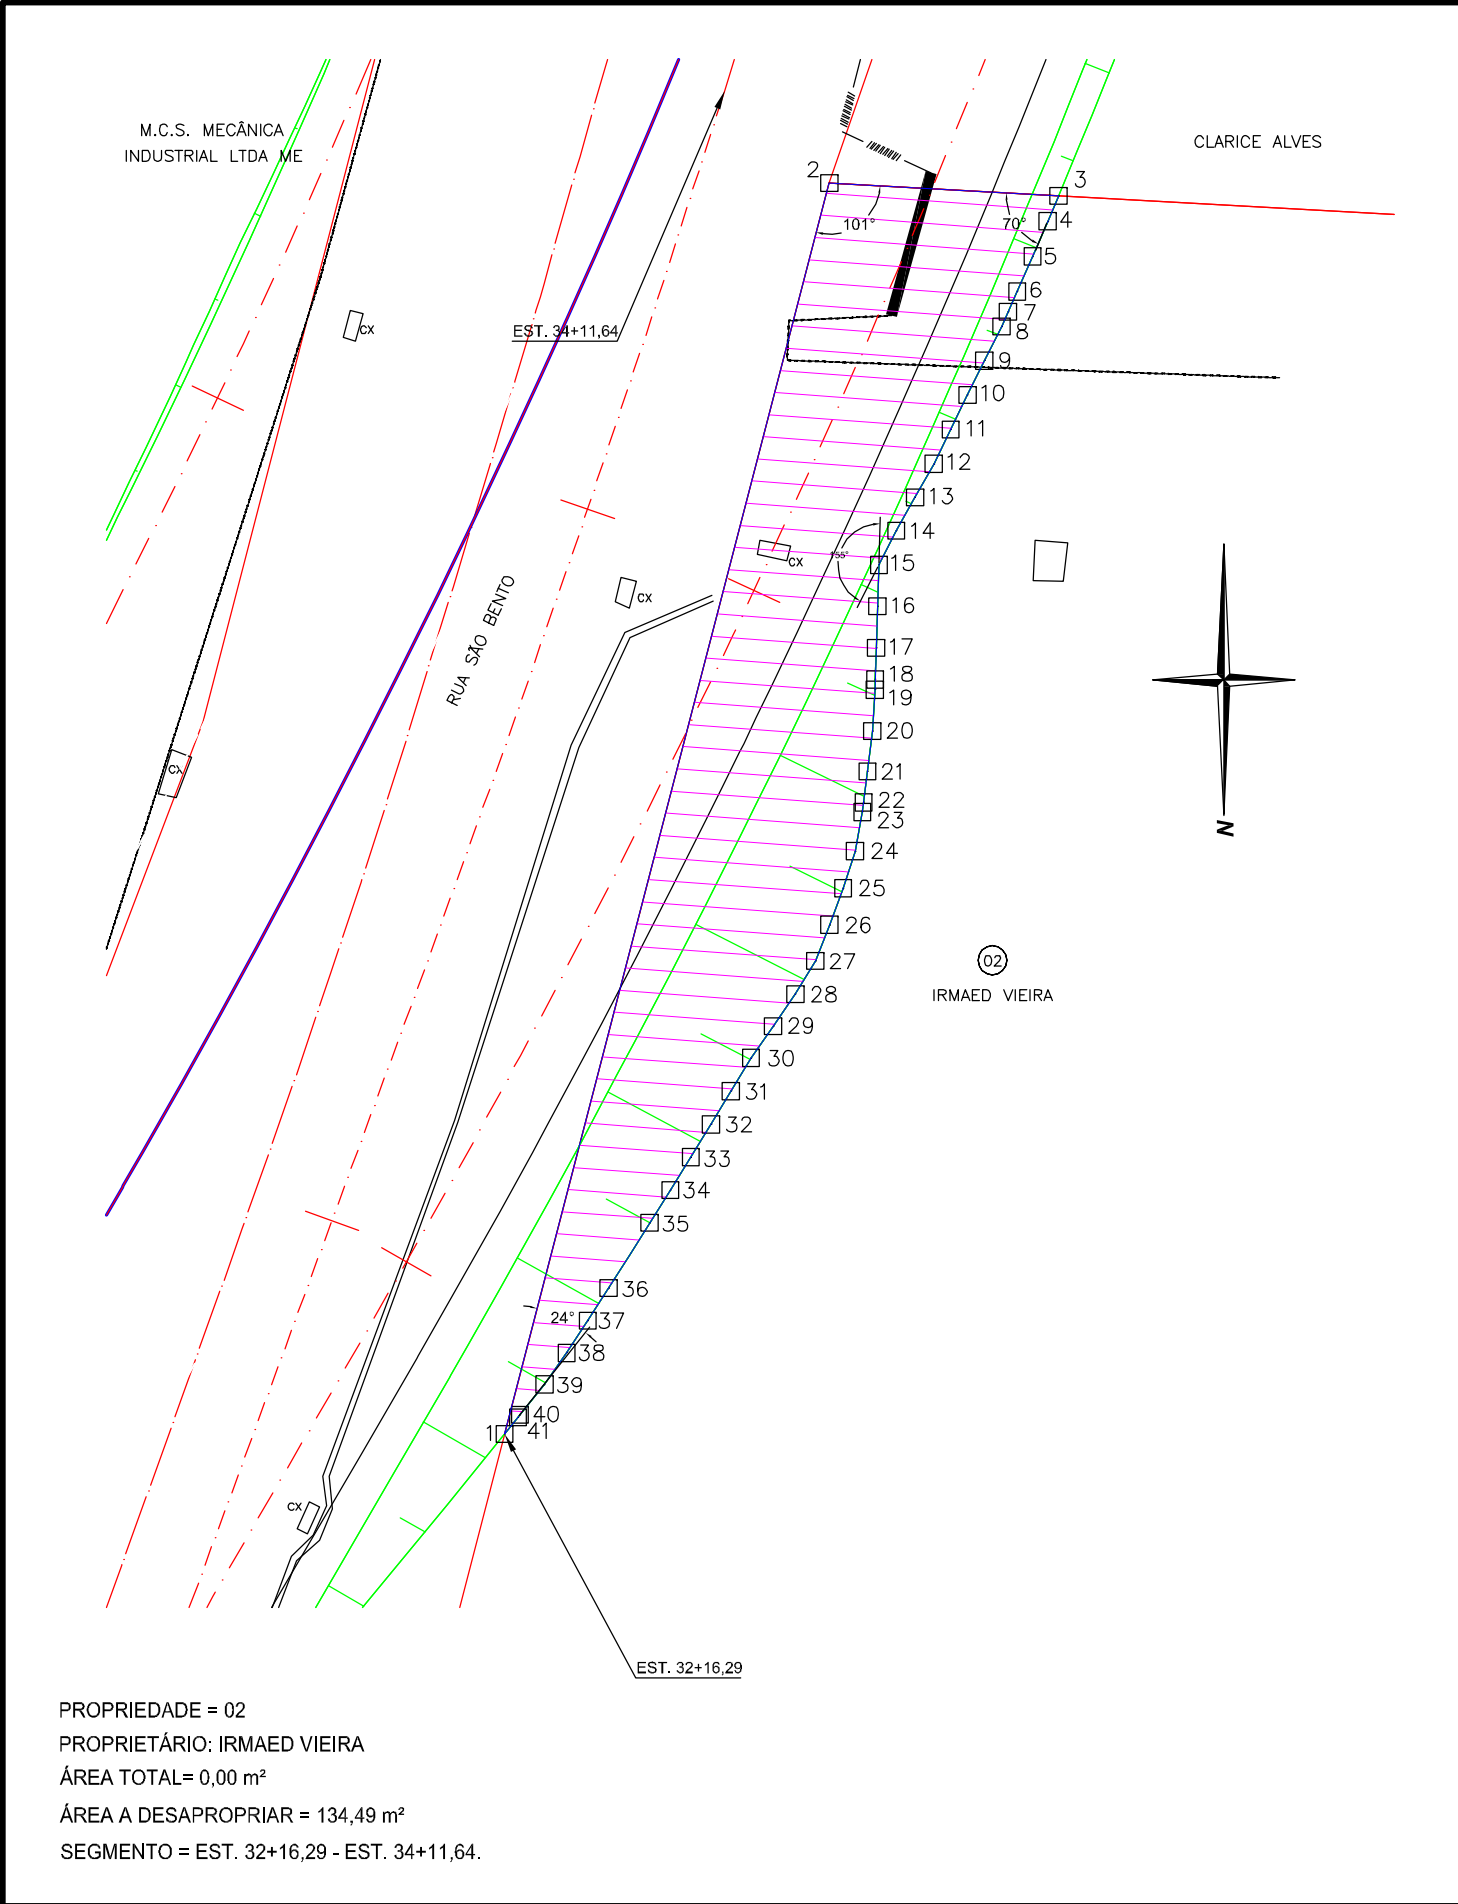 M.C.S. MECÂNICA
INDUSTRIAL LTDA ME
CLARICE ALVES
2
3
101°
70°
4
5
6
7
8
9
10
11
12
13
14
15
155°
16
17
18
19
20
21
22
23
24
25
26
27
28
29
30
31
32
33
34
35
36
24°
37
38
39
40
1
41
CX
EST. 34+11,64
CX
CX
CX
CX
RUA SÃO BENTO
N
02
IRMAED VIEIRA
EST. 32+16,29
PROPRIEDADE = 02
PROPRIETÁRIO: IRMAED VIEIRA
ÁREA TOTAL= 0,00 m²
ÁREA A DESAPROPRIAR = 134,49 m²
SEGMENTO = EST. 32+16,29 - EST. 34+11,64.